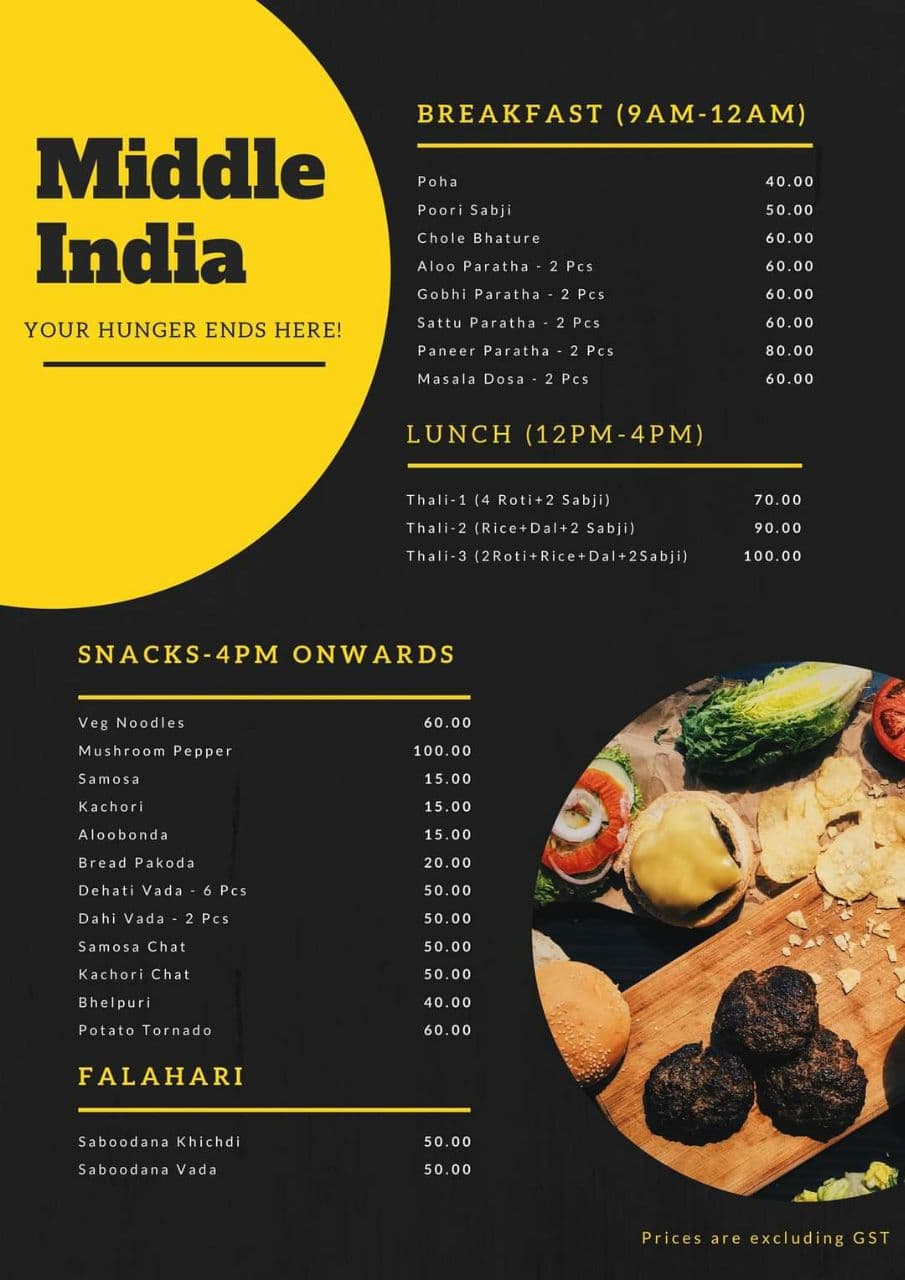 Middle
India
YOUR HUNGER ENDS HERE!
BREAKFAST (9AM-12AM)
Poha 40.00
Poori Sabji 50.00
Chole Bhature 60.00
Aloo Paratha - 2 Pcs 60.00
Gobhi Paratha - 2 Pcs 60.00
Sattu Paratha - 2 Pcs 60.00
Paneer Paratha - 2 Pcs 80.00
Masala Dosa - 2 Pcs 60.00
LUNCH (12PM-4PM)
Thali-1 (4 Roti+2 Sabji) 70.00
Thali-2 (Rice+Dal+2 Sabji) 90.00
Thali-3 (2Roti+Rice+Dal+2Sabji) 100.00
SNACKS-4PM ONWARDS
Veg Noodles 60.00
Mushroom Pepper 100.00
Samosa 15.00
Kachori 15.00
Aloobonda 15.00
Bread Pakoda 20.00
Dehati Vada - 6 Pcs 50.00
Dahi Vada - 2 Pcs 50.00
Samosa Chat 50.00
Kachori Chat 50.00
Bhelpuri 40.00
Potato Tornado 60.00
FALAHARI
Saboodana Khichdi 50.00
Saboodana Vada 50.00
Prices are excluding GST